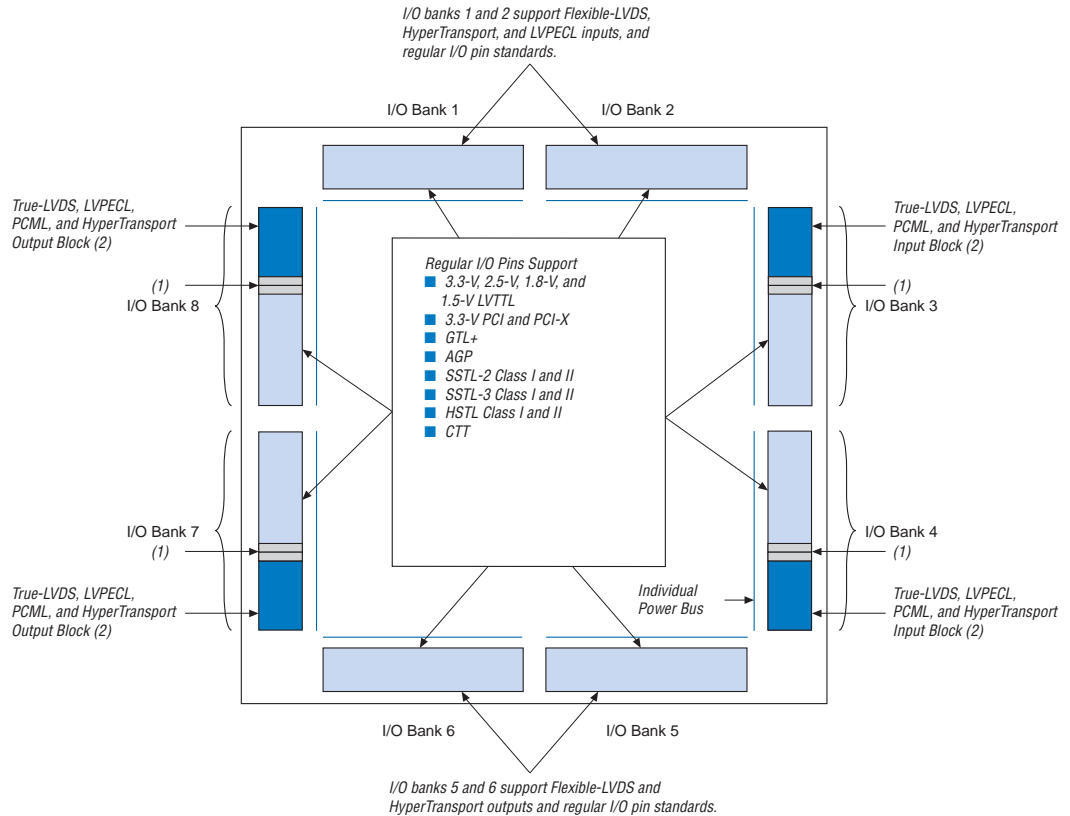 I/O banks 1 and 2 support Flexible-LVDS,
HyperTransport, and LVPECL inputs, and
regular I/O pin standards.
I/O Bank 1
I/O Bank 2
True-LVDS, LVPECL,
PCML, and HyperTransport
Output Block (2)
(1)
I/O Bank 8
True-LVDS, LVPECL,
PCML, and HyperTransport
Input Block (2)
(1)
I/O Bank 3
Regular I/O Pins Support
■ 3.3-V, 2.5-V, 1.8-V, and
1.5-V LVTTL
■ 3.3-V PCI and PCI-X
■ GTL+
■ AGP
■ SSTL-2 Class I and II
■ SSTL-3 Class I and II
■ HSTL Class I and II
■ CTT
I/O Bank 7
(1)
True-LVDS, LVPECL,
PCML, and HyperTransport
Output Block (2)
Individual
Power Bus
I/O Bank 4
(1)
True-LVDS, LVPECL,
PCML, and HyperTransport
Input Block (2)
I/O Bank 6
I/O Bank 5
I/O banks 5 and 6 support Flexible-LVDS and
HyperTransport outputs and regular I/O pin standards.